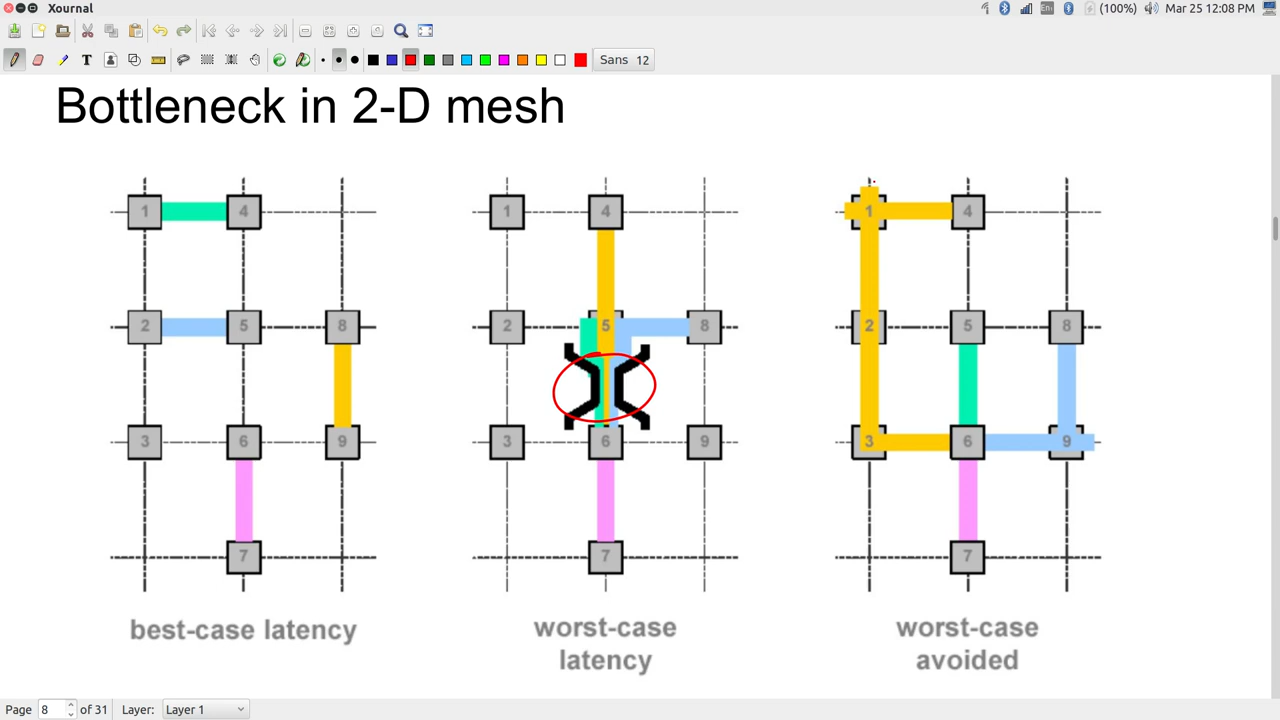 Xournal
En
(100%)
Mar 25 12:08 PM
Sans 12
Bottleneck in 2-D mesh
1 4
2 5 8
3 6 9
7
best-case latency
1 4
2 5 8
3 6 9
7
worst-case
latency
1 4
2 5 8
3 6 9
7
worst-case
avoided
Page 8 of 31 Layer: Layer 1